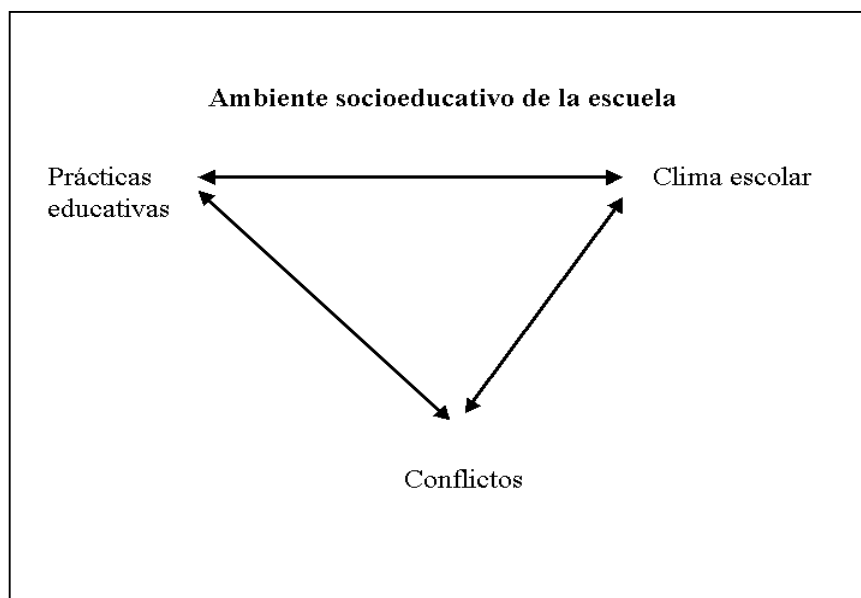 Ambiente socioeducativo de la escuela
Prácticas
educativas
Clima escolar
Conflictos